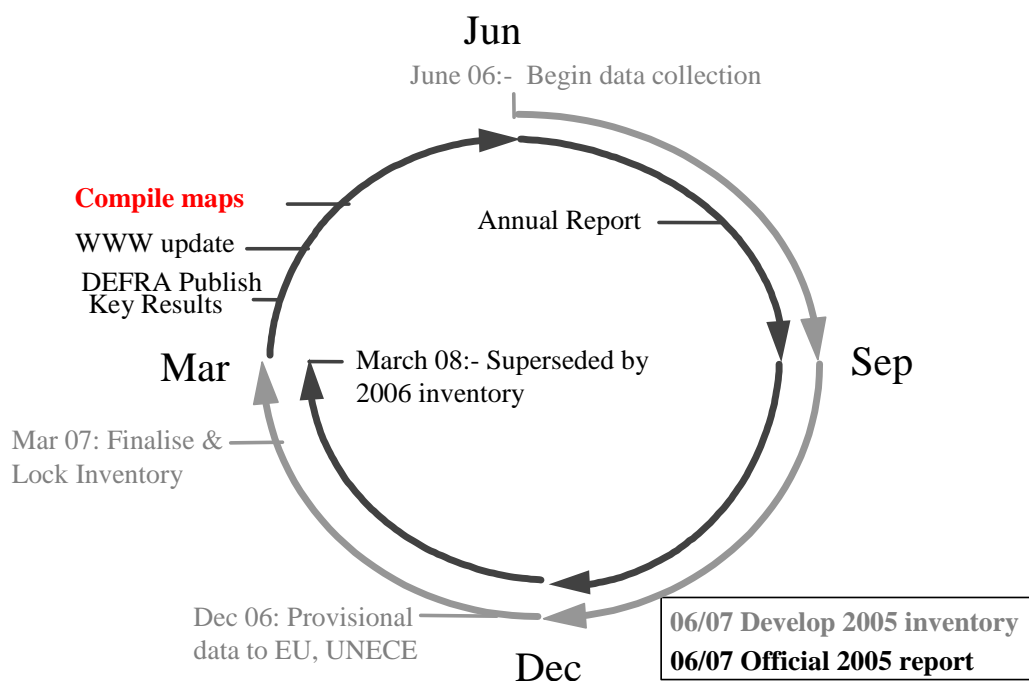 Jun
June 06:-  Begin data collection
Compile maps
WWW update
DEFRA Publish
Key Results
Annual Report
Mar
March 08:- Superseded by
2006 inventory
Sep
Mar 07: Finalise &
Lock Inventory
Dec 06: Provisional
data to EU, UNECE
Dec
06/07 Develop 2005 inventory
06/07 Official 2005 report